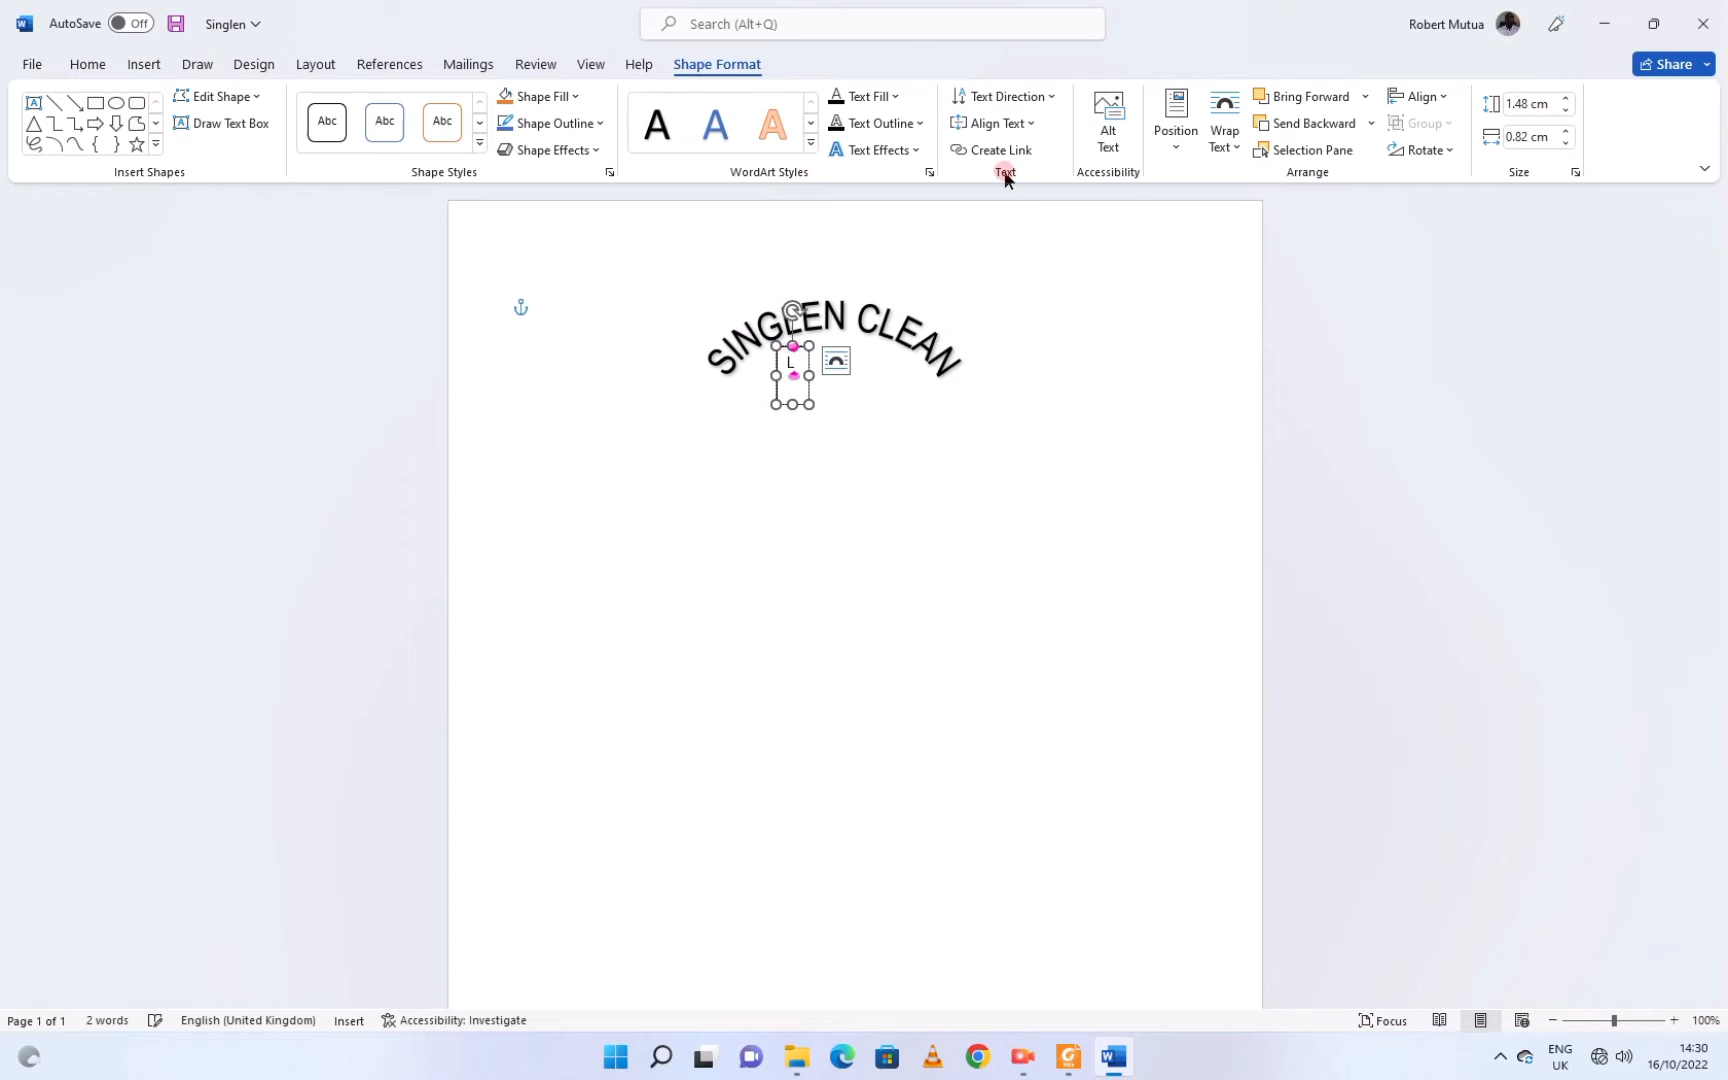 AutoSave Off Singlen Search (Alt+Q) Robert Mutua
File Home Insert Draw Design Layout References Mailings Review View Help Shape Format Share
Edit Shape
Draw Text Box
Insert Shapes
Abc Abc Abc
Shape Fill
Shape Outline
Shape Effects
Shape Styles
A A A
Text Fill
Text Outline
Text Effects
WordArt Styles
Text Direction
Align Text
Create Link
Text
Alt
Text
Accessibility
Position
Wrap
Text
Bring Forward
Send Backward
Selection Pane
Align
Group
Rotate
Arrange
1.48 cm
0.82 cm
Size
SINGLEN CLEAN
L
Page 1 of 1 2 words English (United Kingdom) Insert Accessibility: Investigate Focus 100%
ENG
UK
14:30
16/10/2022